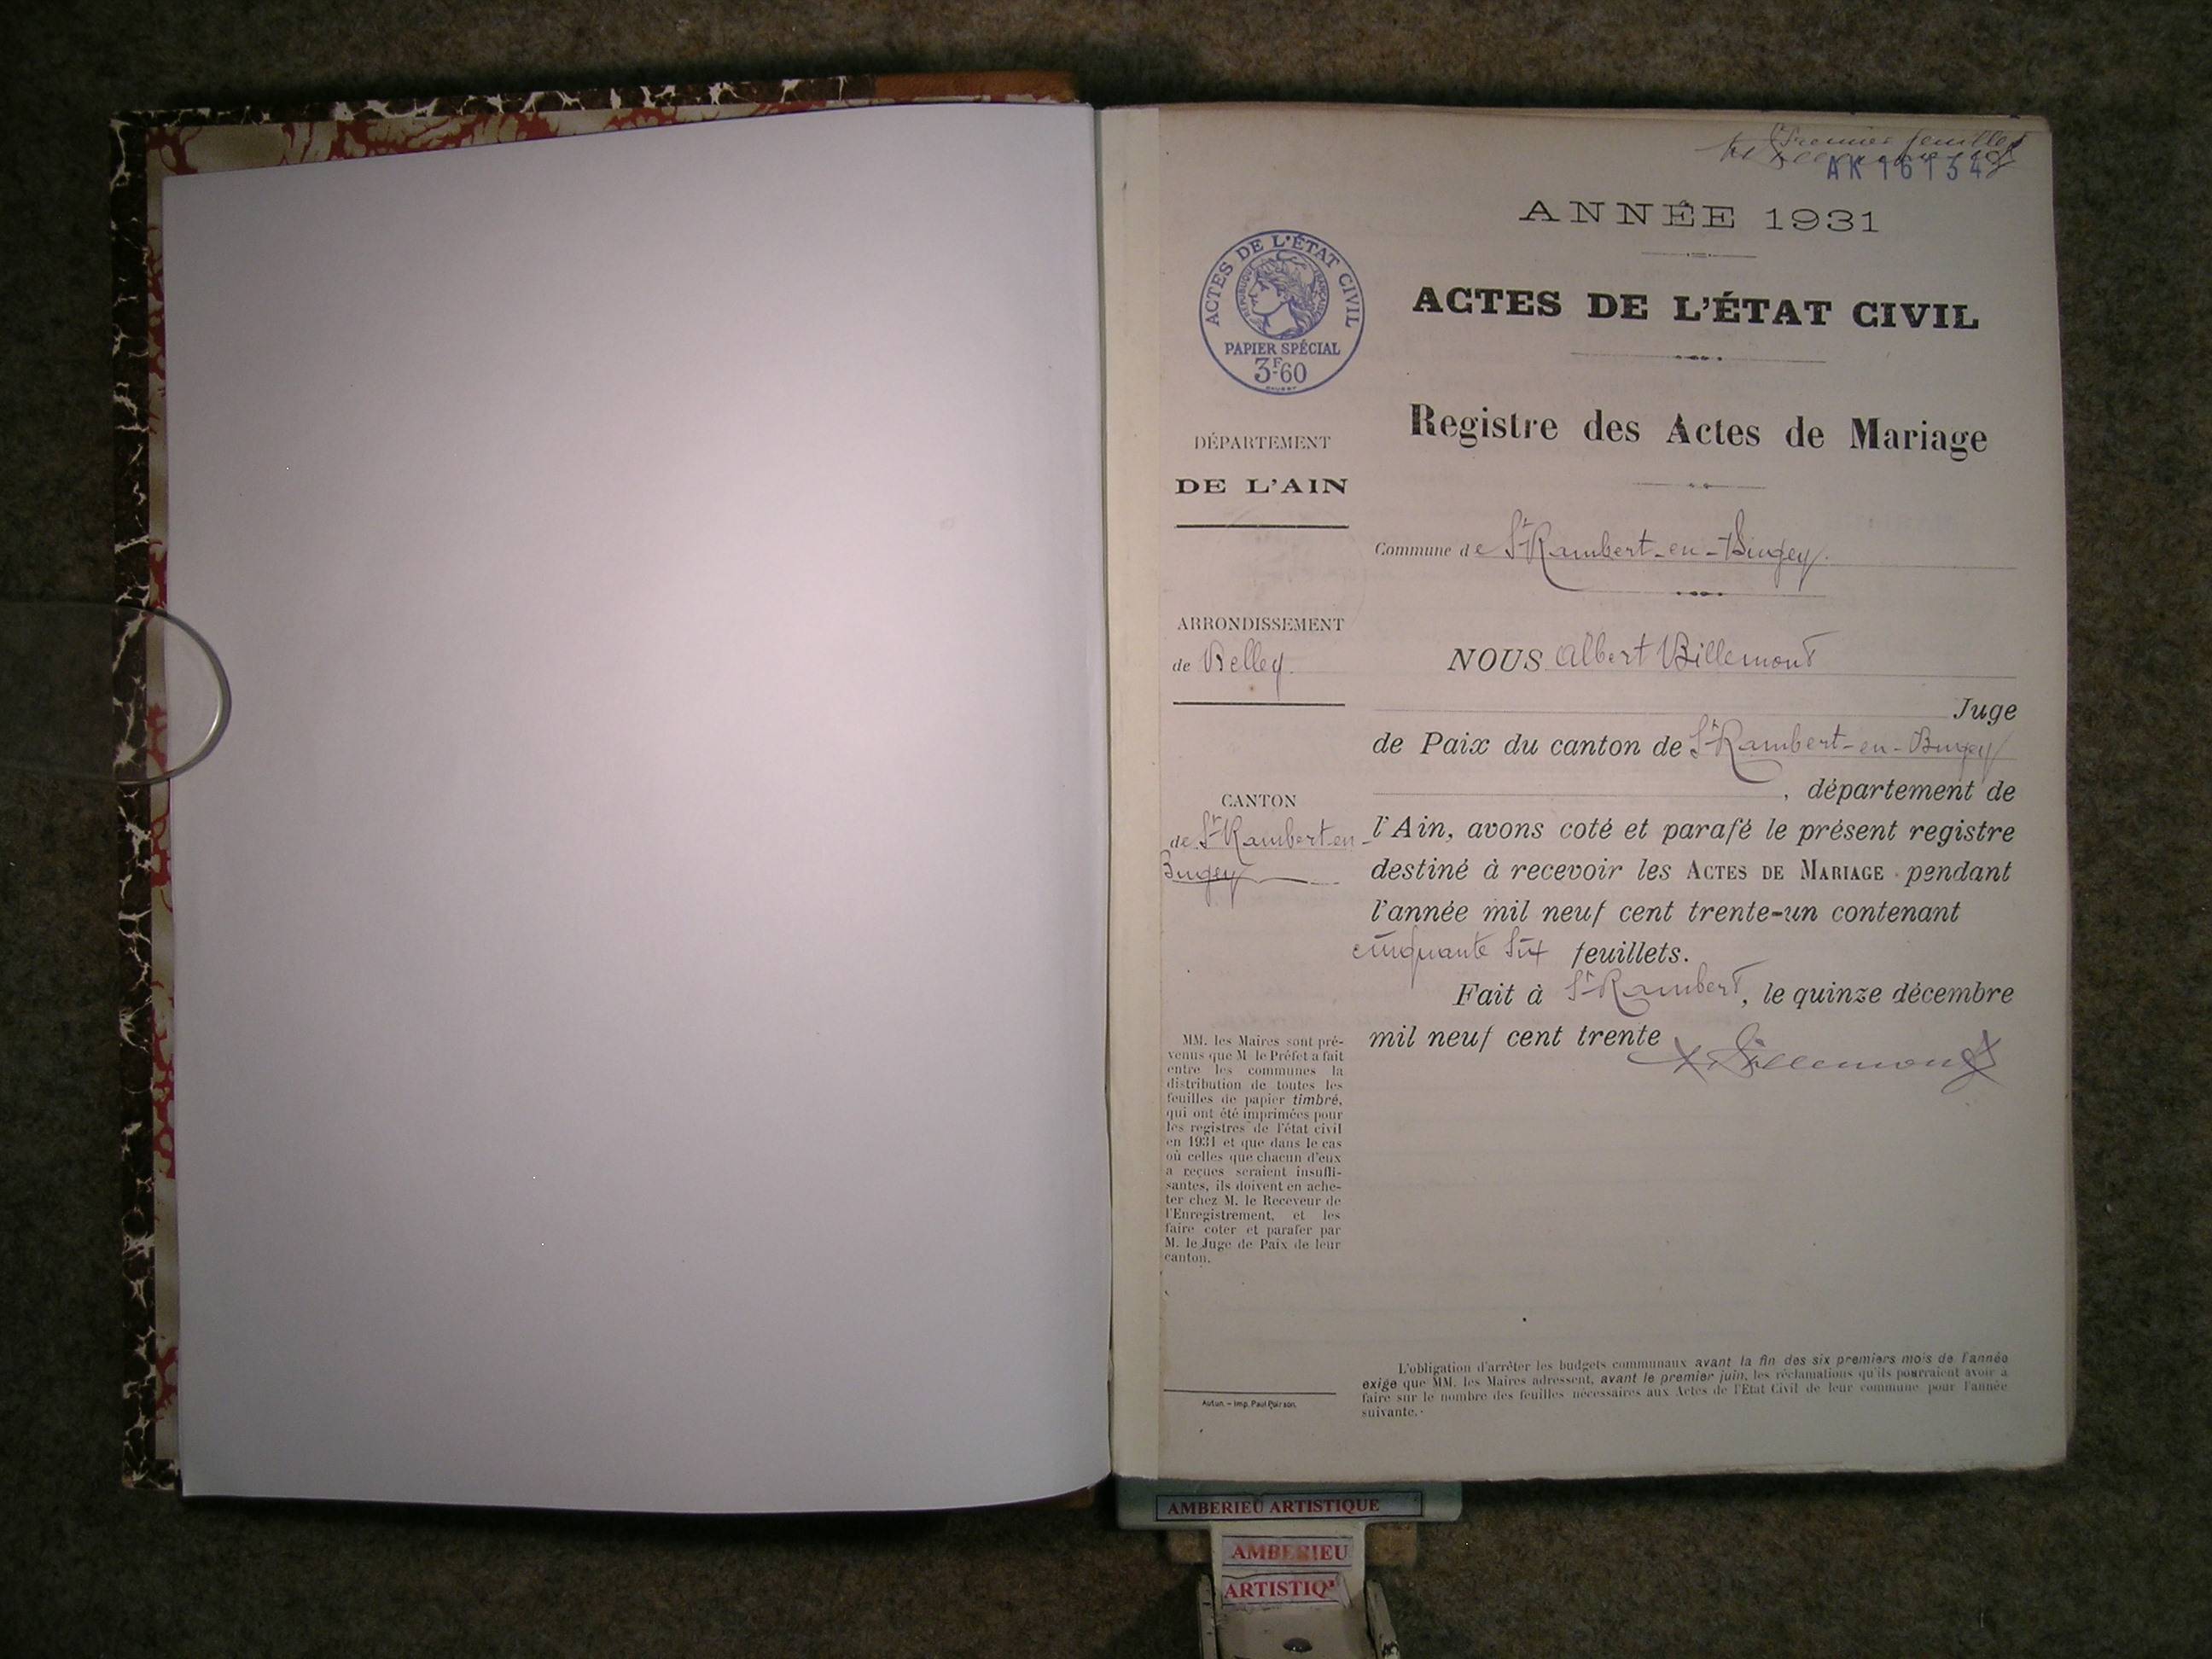 Premier feuillet
AK 16134
ANNÉE 1931
ACTES DE L'ÉTAT CIVIL
RÉPUBLIQUE FRANÇAISE
PAPIER SPÉCIAL
3F60
ACTES DE L'ÉTAT CIVIL
Registre des Actes de Mariage
DÉPARTEMENT
DE L'AIN
Commune de St Rambert-en-Bugey.
ARRONDISSEMENT
de Belley.
NOUS Albert Billemont
Juge
de Paix du canton de St Rambert-en-Bugey
, département de
l'Ain, avons coté et parafé le présent registre
destiné à recevoir les ACTES DE MARIAGE pendant
l'année mil neuf cent trente-un contenant
cinquante six feuillets.
Fait à St Rambert, le quinze décembre
mil neuf cent trente
Billemont
CANTON
de St Rambert en
Bugey
MM. les Maires sont pré-
venus que M le Préfet a fait
entre les communes la
distribution de toutes les
feuilles de papier timbré,
qui ont été imprimées pour
les registres de l'état civil
en 1931 et que dans le cas
où celles que chacun d'eux
a reçues seraient insuffi-
santes, ils doivent en ache-
ter chez M. le Receveur de
l'Enregistrement, et les
faire coter et parafer par
M. le Juge de Paix de leur
canton.
Autun. – Imp. Paul Poirson.
L'obligation d'arrêter les budgets communaux avant la fin des six premiers mois de l'année
exige que MM. les Maires adressent, avant le premier juin, les réclamations qu'ils pourraient avoir a
faire sur le nombre des feuilles nécessaires aux Actes de l'Etat Civil de leur commune pour l'année
suivante.
AMBERIEU ARTISTIQUE
AMBERIEU
ARTISTIQ